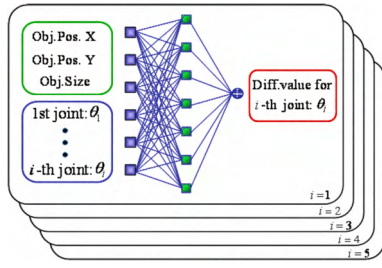 Obj.Pos. X
Obj.Pos. Y
Obj.Size
1st joint: θ₁
i-th joint: θᵢ
Diff.value for
i-th joint: θᵢ
i=1
i=2
i=3
i=4
i=5